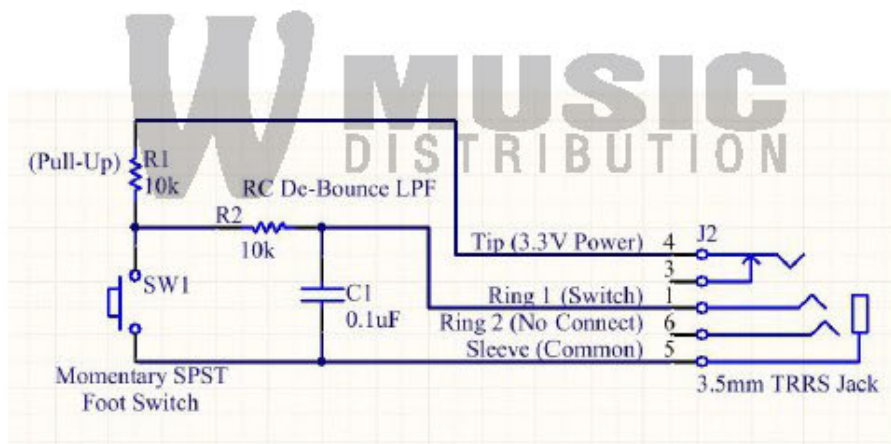 W MUSIC
DISTRIBUTION
(Pull-Up) R1
10k
RC De-Bounce LPF
R2
10k
SW1
C1
0.1uF
Tip (3.3V Power) 4 J2
3
Ring 1 (Switch) 1
Ring 2 (No Connect) 6
Sleeve (Common) 5
Momentary SPST
Foot Switch
3.5mm TRRS Jack